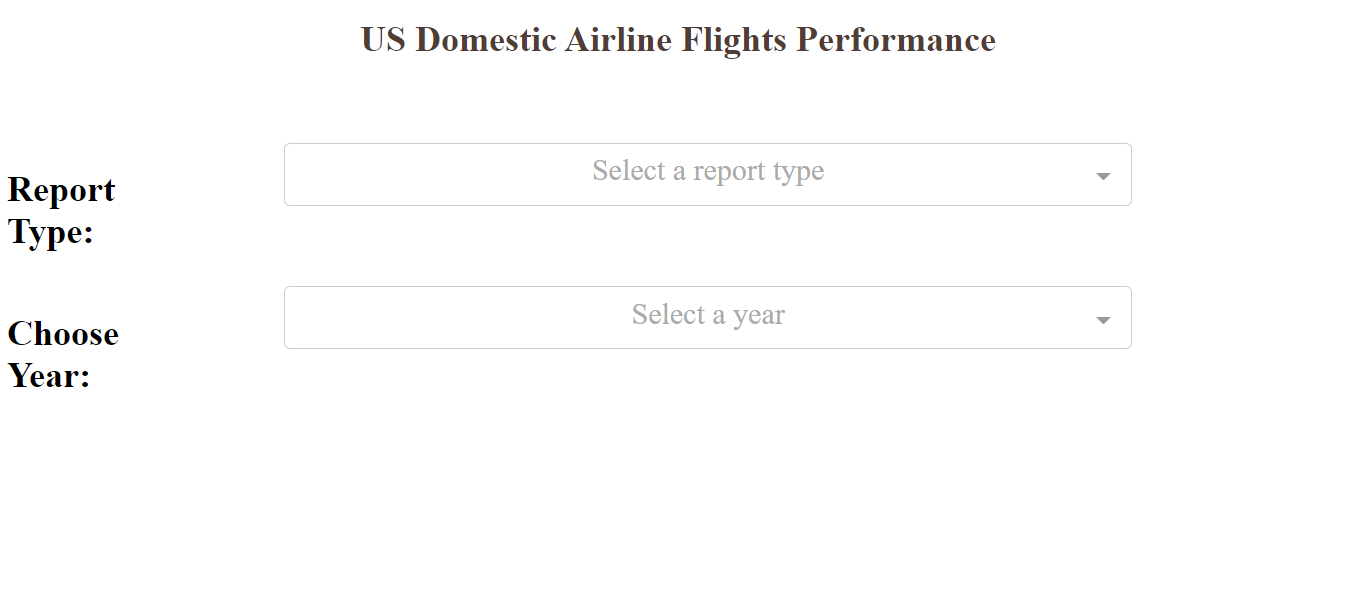 US Domestic Airline Flights Performance
Select a report type
Report
Type:
Select a year
Choose
Year: